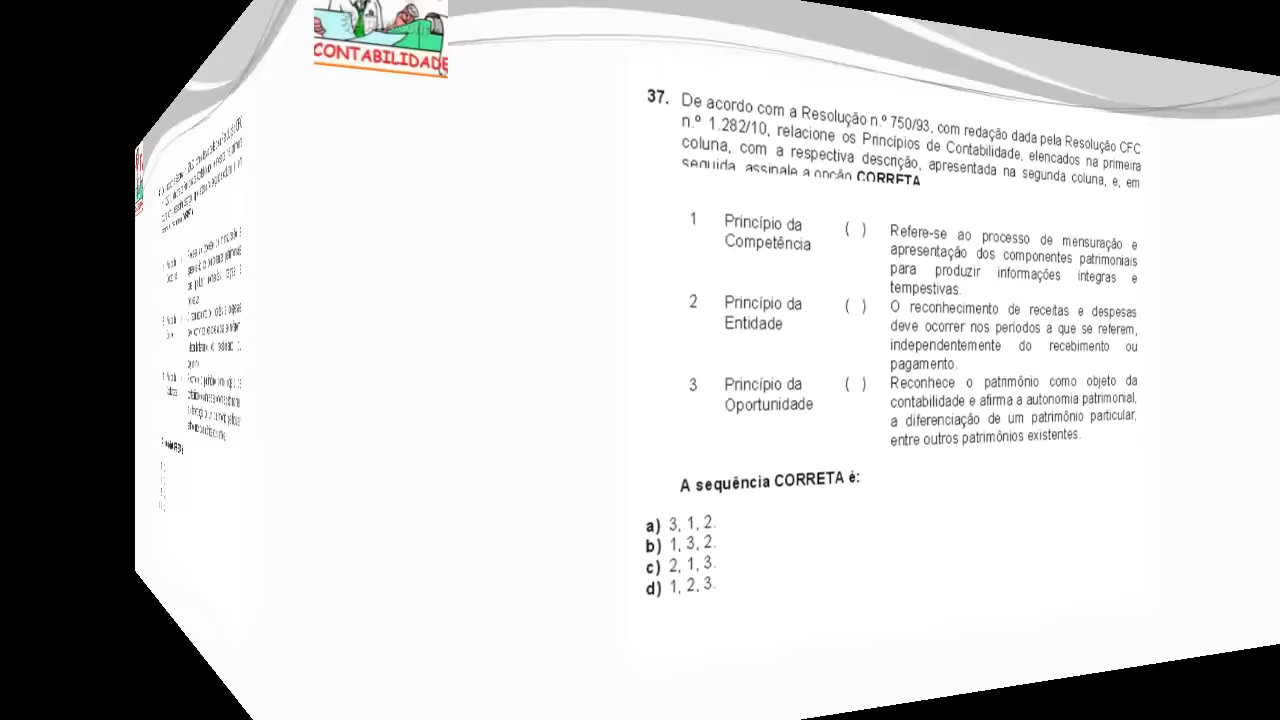 CONTABILIDADE
37. De acordo com a Resolução n.º 750/93, com redação dada pela Resolução CFC
n.º 1.282/10, relacione os Princípios de Contabilidade, elencados na primeira
coluna, com a respectiva descrição, apresentada na segunda coluna, e, em
seguida, assinale a opção CORRETA
1 Princípio da ( ) Refere-se ao processo de mensuração e
Competência apresentação dos componentes patrimoniais
para produzir informações íntegras e
tempestivas.
2 Princípio da ( ) O reconhecimento de receitas e despesas
Entidade deve ocorrer nos períodos a que se referem,
independentemente do recebimento ou
pagamento.
3 Princípio da ( ) Reconhece o patrimônio como objeto da
Oportunidade contabilidade e afirma a autonomia patrimonial,
a diferenciação de um patrimônio particular,
entre outros patrimônios existentes.
A sequência CORRETA é:
a) 3, 1, 2.
b) 1, 3, 2.
c) 2, 1, 3.
d) 1, 2, 3.